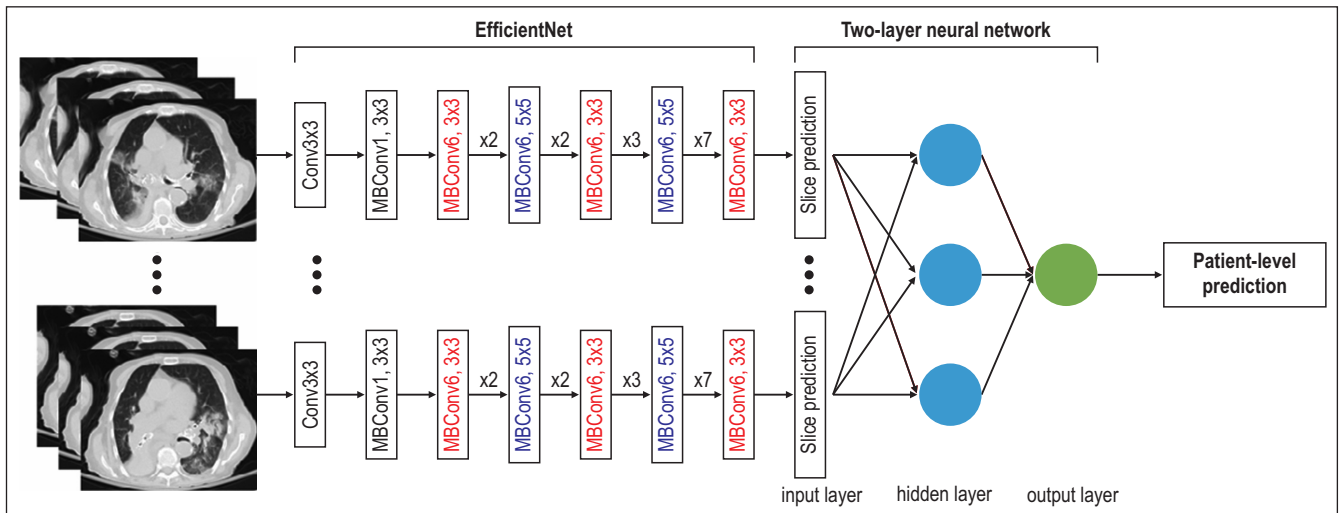 EfficientNet
Two-layer neural network
Conv3x3
MBConv1, 3x3
MBConv6, 3x3
x2
MBConv6, 5x5
x2
MBConv6, 3x3
x3
MBConv6, 5x5
x7
MBConv6, 3x3
Slice prediction
Patient-level
prediction
Conv3x3
MBConv1, 3x3
MBConv6, 3x3
x2
MBConv6, 5x5
x2
MBConv6, 3x3
x3
MBConv6, 5x5
x7
MBConv6, 3x3
Slice prediction
input layer
hidden layer
output layer